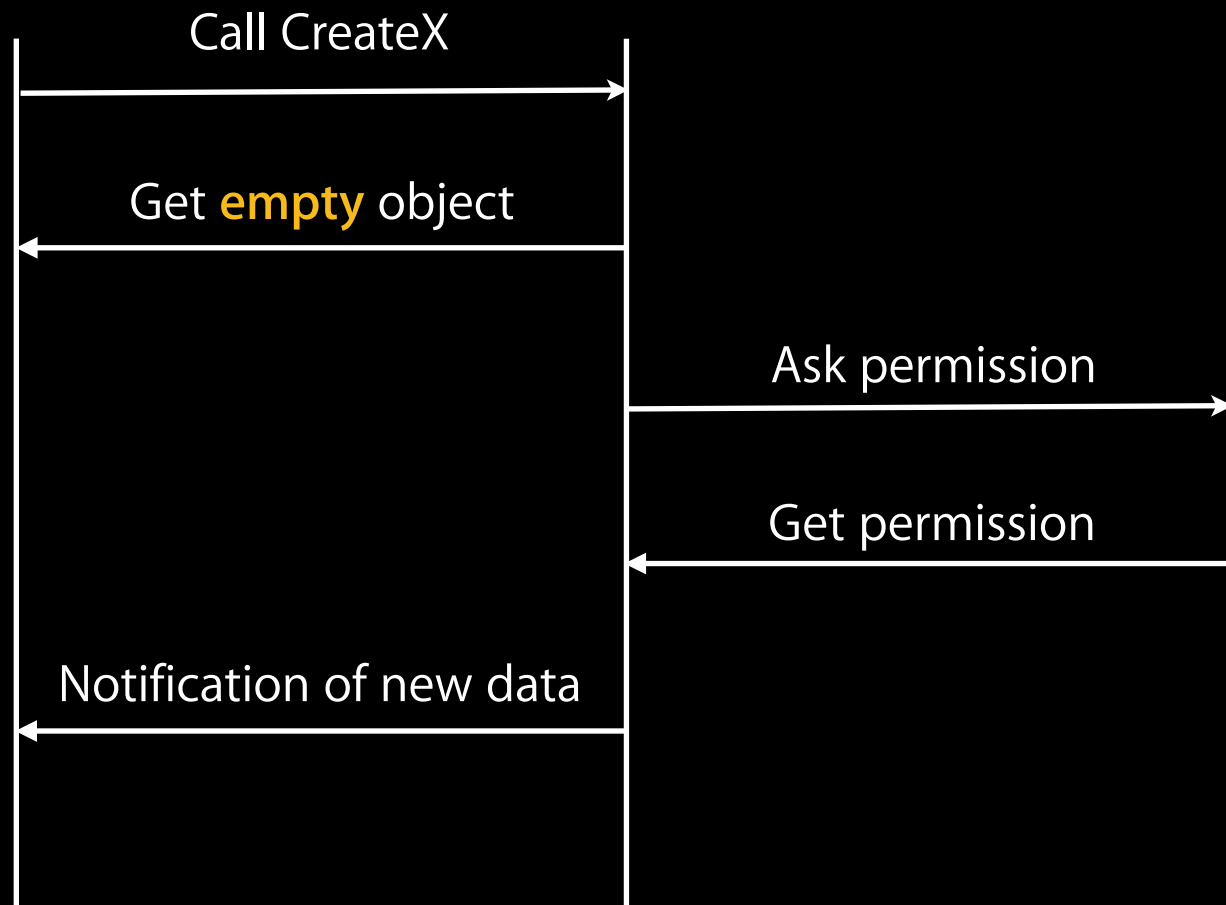 Call CreateX
Get empty object
Ask permission
Get permission
Notification of new data